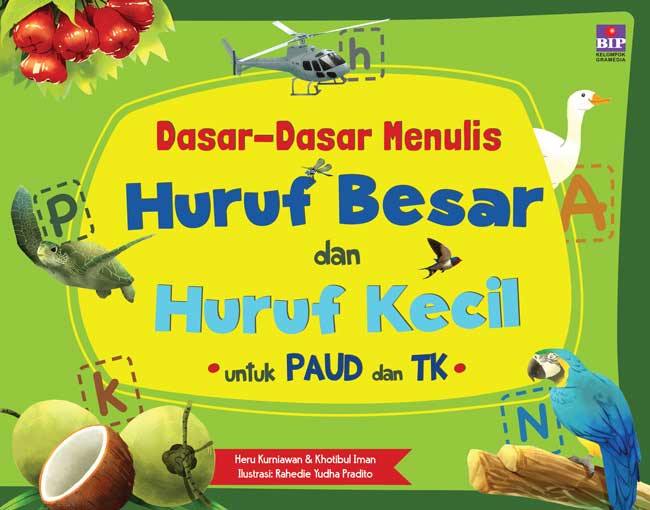 h
BIP
KELOMPOK
GRAMEDIA
Dasar-Dasar Menulis
Huruf Besar
p
A
dan
Huruf Kecil
• untuk PAUD dan TK •
k
N
Heru Kurniawan & Khotibul Iman
Ilustrasi: Rahedie Yudha Pradito